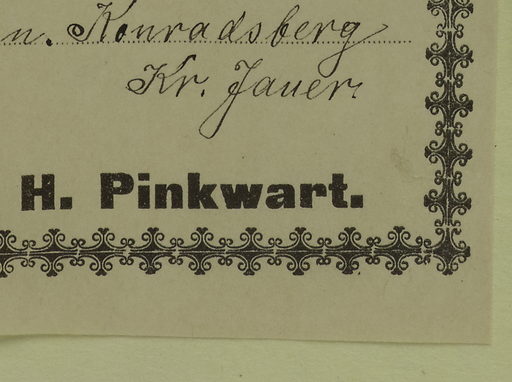 n. Konradsberg
Kr. Jauer.
H. Pinkwart.